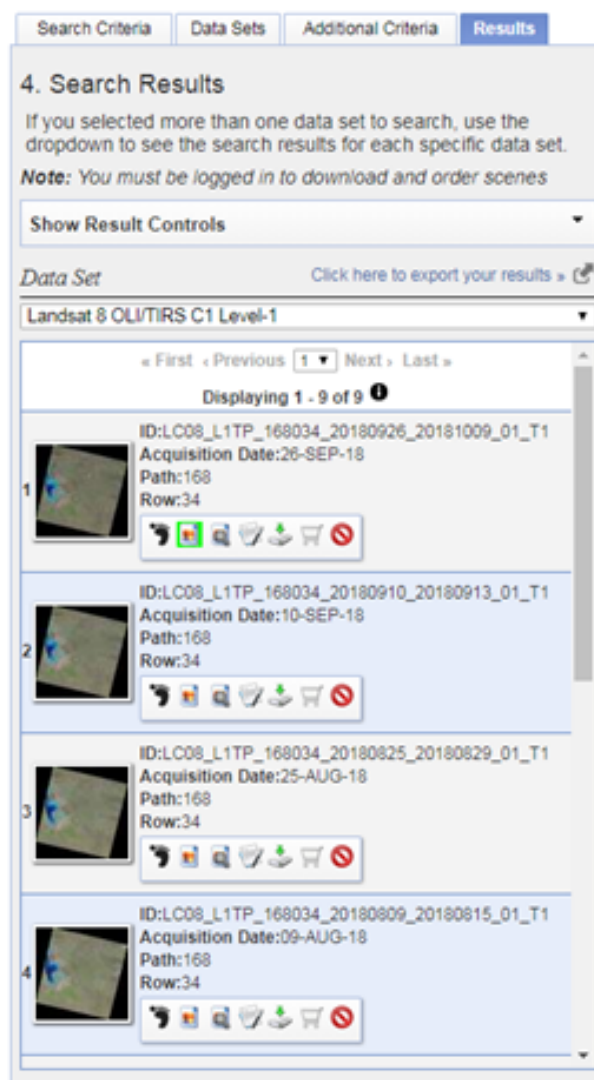 Search Criteria Data Sets Additional Criteria Results
4. Search Results
If you selected more than one data set to search, use the
dropdown to see the search results for each specific data set.
Note: You must be logged in to download and order scenes
Show Result Controls
Data Set Click here to export your results »
Landsat 8 OLI/TIRS C1 Level-1
« First ‹ Previous 1 Next › Last »
Displaying 1 - 9 of 9
ID:LC08_L1TP_168034_20180926_20181009_01_T1
Acquisition Date:26-SEP-18
Path:168
1
Row:34
ID:LC08_L1TP_168034_20180910_20180913_01_T1
Acquisition Date:10-SEP-18
Path:168
2
Row:34
ID:LC08_L1TP_168034_20180825_20180829_01_T1
Acquisition Date:25-AUG-18
Path:168
3
Row:34
ID:LC08_L1TP_168034_20180809_20180815_01_T1
Acquisition Date:09-AUG-18
Path:168
4
Row:34